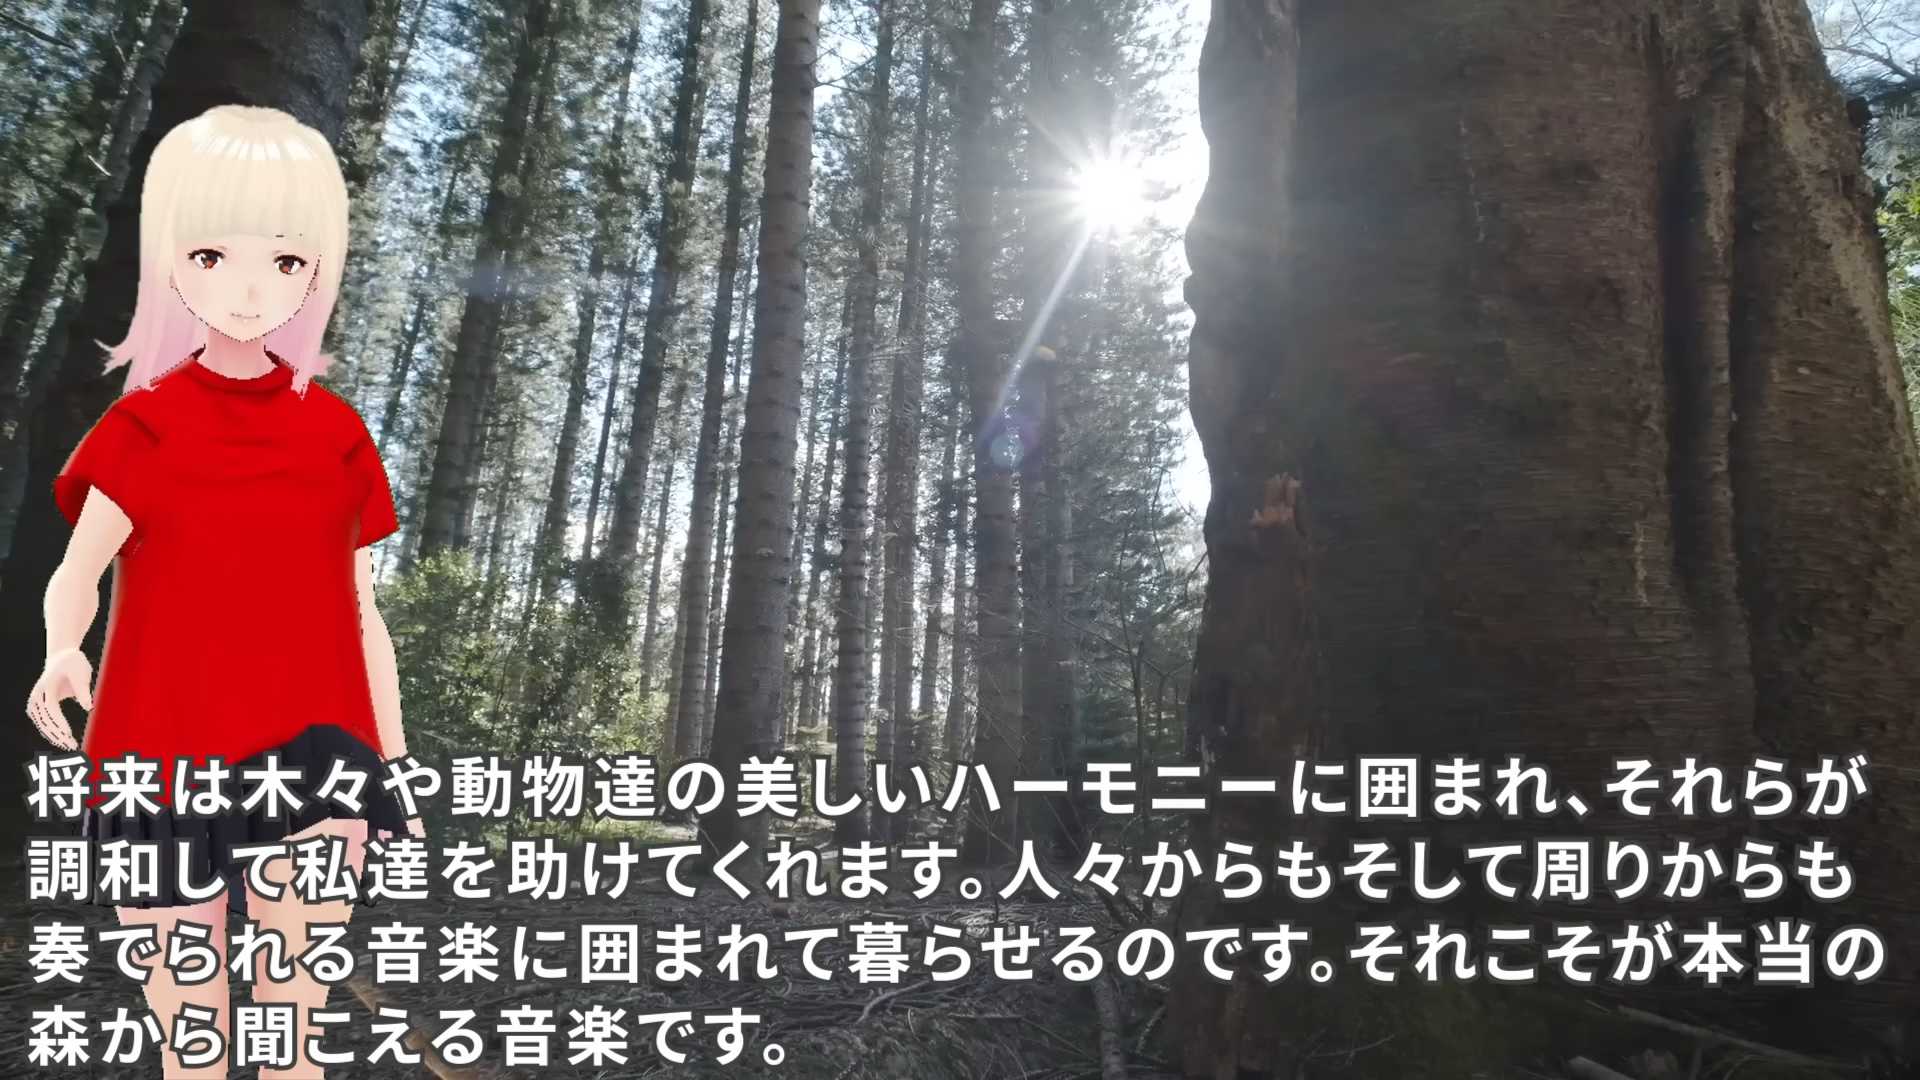 将来は木々や動物達の美しいハーモニーに囲まれ、それらが
調和して私達を助けてくれます。人々からもそして周りからも
奏でられる音楽に囲まれて暮らせるのです。それこそが本当の
森から聞こえる音楽です。